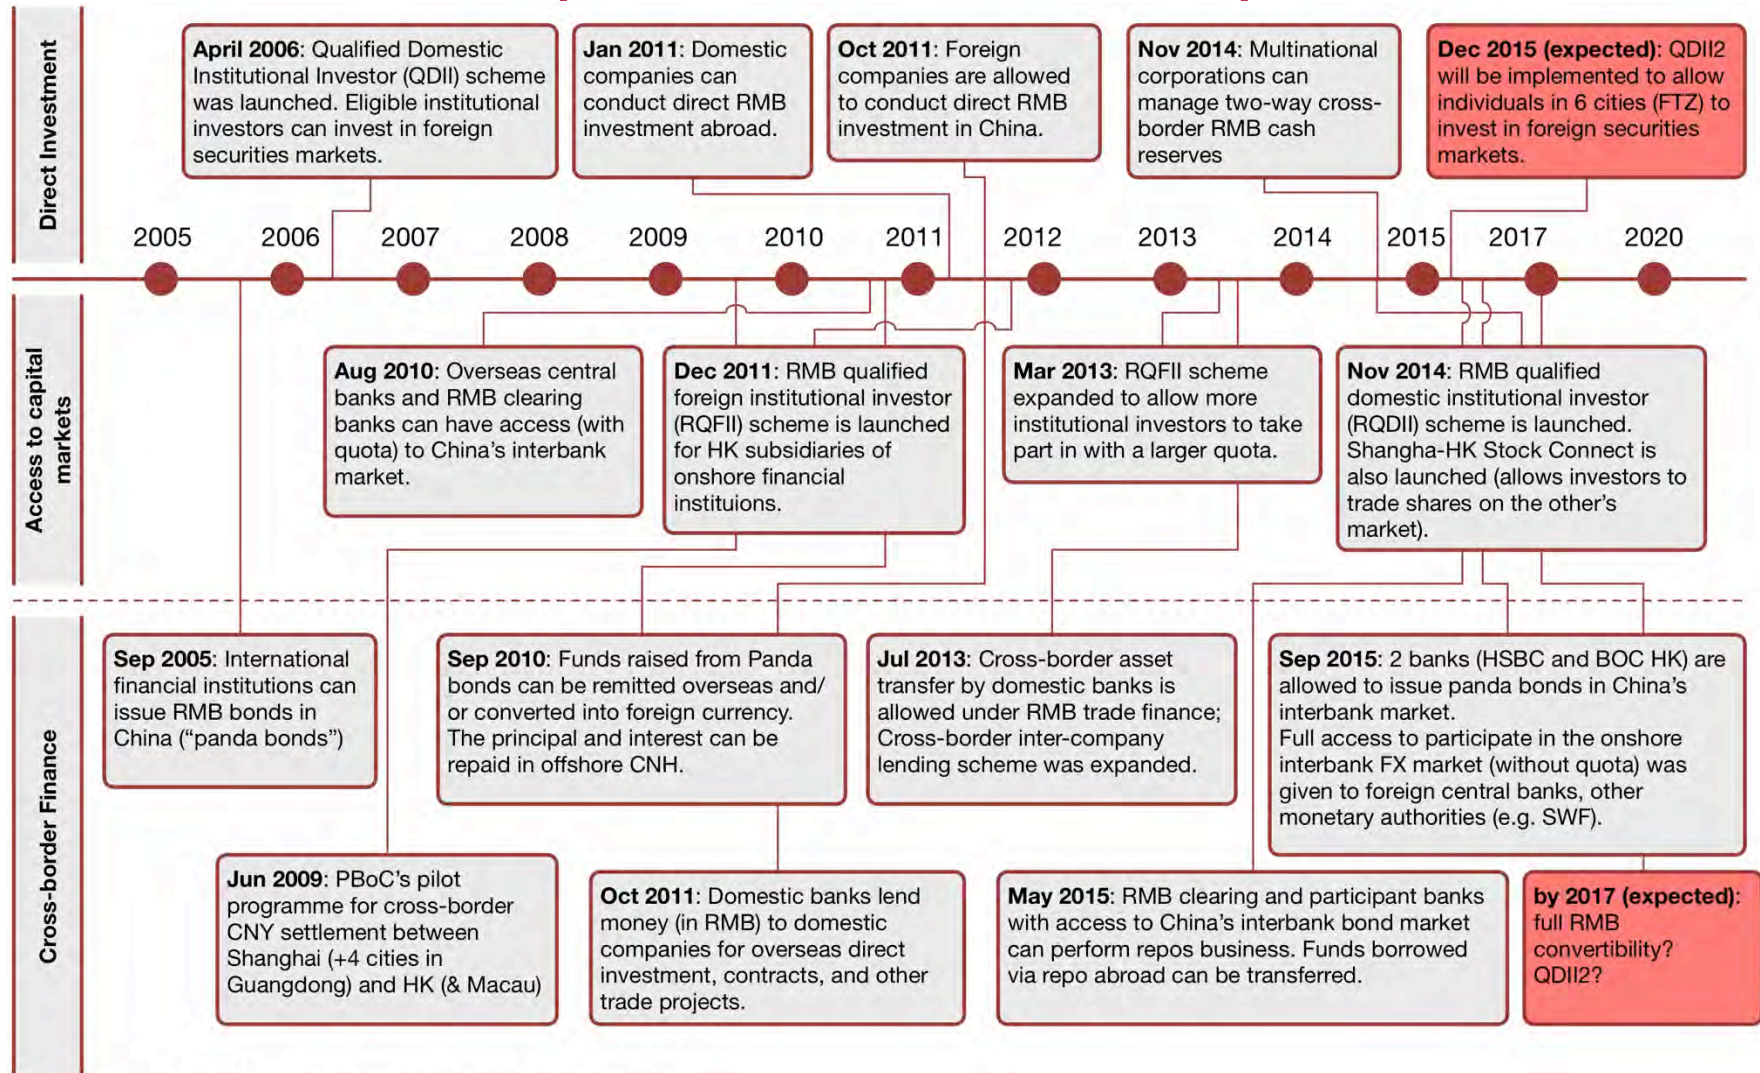 Direct Investment
April 2006: Qualified Domestic
Institutional Investor (QDII) scheme
was launched. Eligible institutional
investors can invest in foreign
securities markets.
Jan 2011: Domestic
companies can
conduct direct RMB
investment abroad.
Oct 2011: Foreign
companies are allowed
to conduct direct RMB
investment in China.
Nov 2014: Multinational
corporations can
manage two-way cross-
border RMB cash
reserves
Dec 2015 (expected): QDII2
will be implemented to allow
individuals in 6 cities (FTZ) to
invest in foreign securities
markets.
2005 2006 2007 2008 2009 2010 2011 2012 2013 2014 2015 2017 2020
Access to capital
markets
Aug 2010: Overseas central
banks and RMB clearing
banks can have access (with
quota) to China's interbank
market.
Dec 2011: RMB qualified
foreign institutional investor
(RQFII) scheme is launched
for HK subsidiaries of
onshore financial
instituions.
Mar 2013: RQFII scheme
expanded to allow more
institutional investors to take
part in with a larger quota.
Nov 2014: RMB qualified
domestic institutional investor
(RQDII) scheme is launched.
Shangha-HK Stock Connect is
also launched (allows investors to
trade shares on the other's
market).
Cross-border Finance
Sep 2005: International
financial institutions can
issue RMB bonds in
China (“panda bonds”)
Sep 2010: Funds raised from Panda
bonds can be remitted overseas and/
or converted into foreign currency.
The principal and interest can be
repaid in offshore CNH.
Jul 2013: Cross-border asset
transfer by domestic banks is
allowed under RMB trade finance;
Cross-border inter-company
lending scheme was expanded.
Sep 2015: 2 banks (HSBC and BOC HK) are
allowed to issue panda bonds in China's
interbank market.
Full access to participate in the onshore
interbank FX market (without quota) was
given to foreign central banks, other
monetary authorities (e.g. SWF).
Jun 2009: PBoC's pilot
programme for cross-border
CNY settlement between
Shanghai (+4 cities in
Guangdong) and HK (& Macau)
Oct 2011: Domestic banks lend
money (in RMB) to domestic
companies for overseas direct
investment, contracts, and other
trade projects.
May 2015: RMB clearing and participant banks
with access to China's interbank bond market
can perform repos business. Funds borrowed
via repo abroad can be transferred.
by 2017 (expected):
full RMB
convertibility?
QDII2?